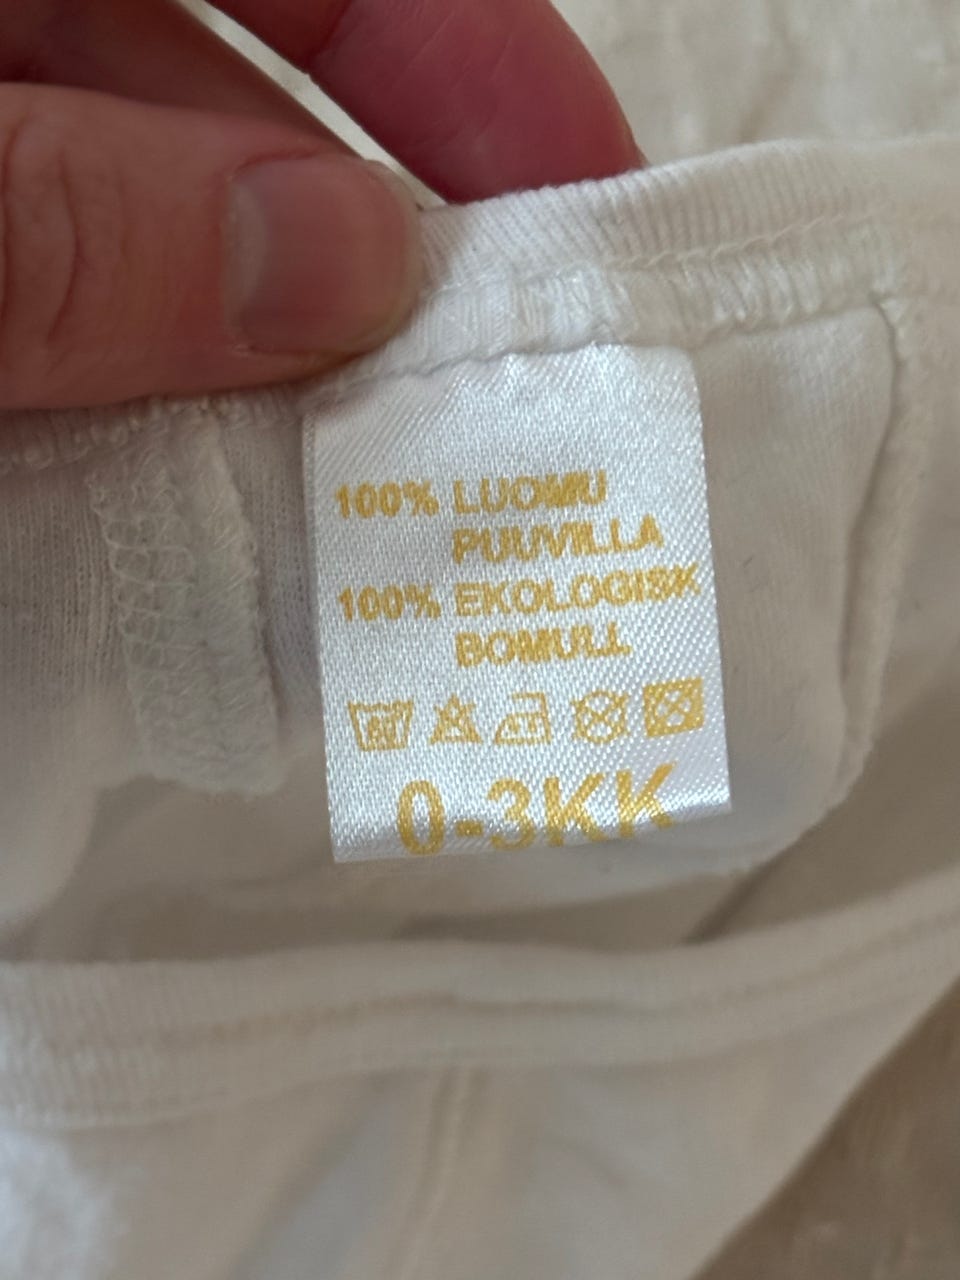 100% LUOMU
PUUVILLA
100% EKOLOGISK
BOMULL
0-3KK